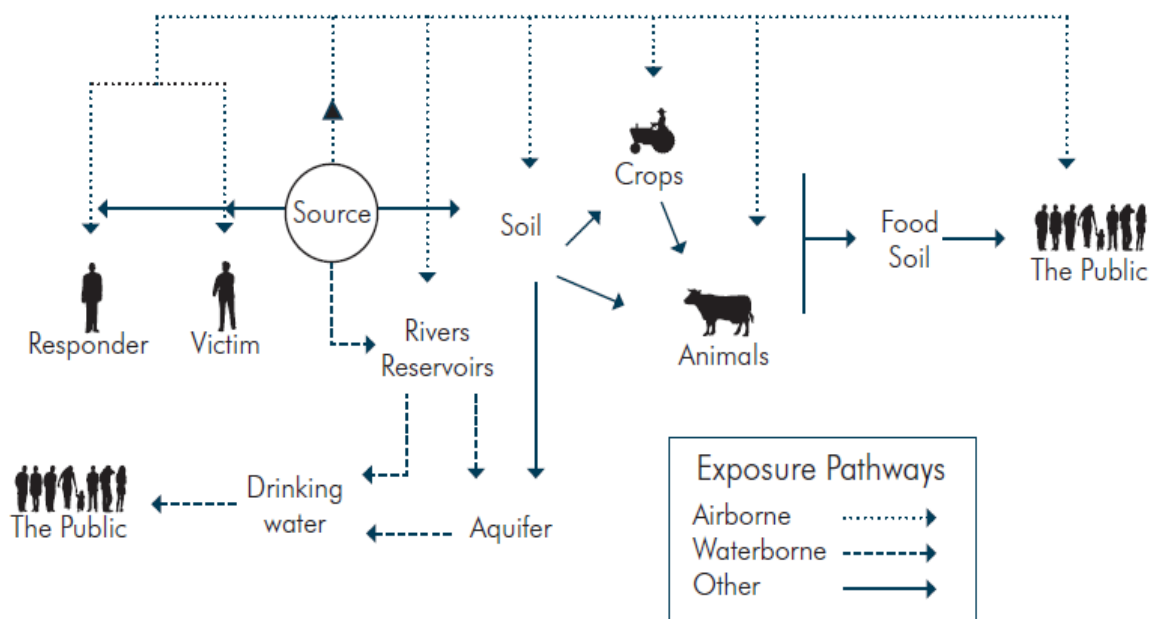 Source
Responder
Victim
Soil
Crops
Animals
Food
Soil
The Public
Rivers
Reservoirs
Drinking
water
Aquifer
The Public
Exposure Pathways
Airborne
Waterborne
Other